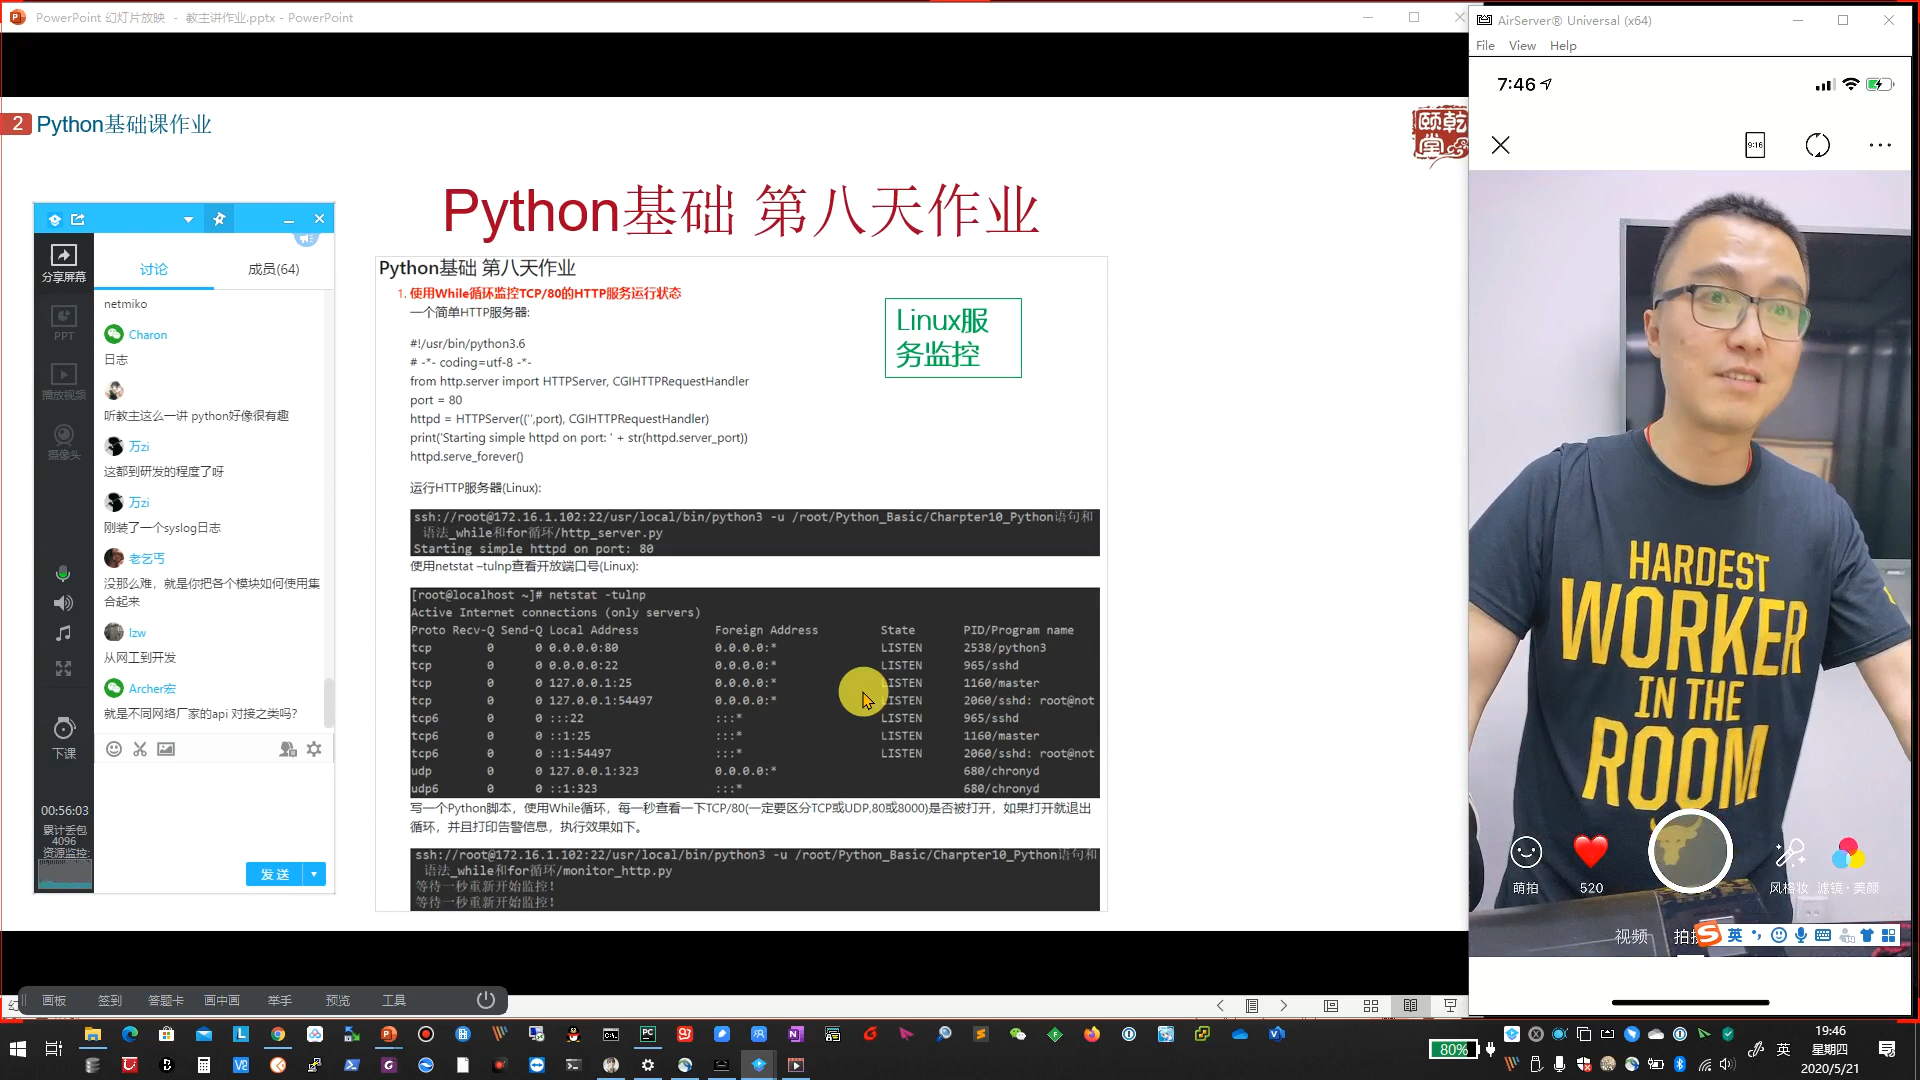 PowerPoint 幻灯片放映 - 教主讲作业.pptx - PowerPoint
2 Python基础课作业
颐乾堂
Python基础 第八天作业
分享屏幕
PPT
播放视频
摄像头
下课
00:56:03
累计丢包
4096
资源监控:
讨论
成员(64)
netmiko
Charon
日志
听教主这么一讲 python好像很有趣
万zi
这都到研发的程度了呀
万zi
刚装了一个syslog日志
老乞丐
没那么难，就是你把各个模块如何使用集
合起来
lzw
从网工到开发
Archer宏
就是不同网络厂家的api 对接之类吗？
发送
Python基础 第八天作业
1. 使用While循环监控TCP/80的HTTP服务运行状态
一个简单HTTP服务器:
#!/usr/bin/python3.6
# -*- coding=utf-8 -*-
from http.server import HTTPServer, CGIHTTPRequestHandler
port = 80
httpd = HTTPServer(('',port), CGIHTTPRequestHandler)
print('Starting simple httpd on port: ' + str(httpd.server_port))
httpd.serve_forever()
Linux服
务监控
运行HTTP服务器(Linux):
ssh://root@172.16.1.102:22/usr/local/bin/python3 -u /root/Python_Basic/Charpter10_Python语句和
语法_while和for循环/http_server.py
Starting simple httpd on port: 80
使用netstat –tulnp查看开放端口号(Linux):
[root@localhost ~]# netstat -tulnp
Active Internet connections (only servers)
Proto Recv-Q Send-Q Local Address Foreign Address State PID/Program name
tcp 0 0 0.0.0.0:80 0.0.0.0:* LISTEN 2538/python3
tcp 0 0 0.0.0.0:22 0.0.0.0:* LISTEN 965/sshd
tcp 0 0 127.0.0.1:25 0.0.0.0:* LISTEN 1160/master
tcp 0 0 127.0.0.1:54497 0.0.0.0:* LISTEN 2060/sshd: root@not
tcp6 0 0 :::22 :::* LISTEN 965/sshd
tcp6 0 0 ::1:25 :::* LISTEN 1160/master
tcp6 0 0 ::1:54497 :::* LISTEN 2060/sshd: root@not
udp 0 0 127.0.0.1:323 0.0.0.0:* 680/chronyd
udp6 0 0 ::1:323 :::* 680/chronyd
写一个Python脚本，使用While循环，每一秒查看一下TCP/80(一定要区分TCP或UDP,80或8000)是否被打开，如果打开就退出
循环，并且打印告警信息，执行效果如下。
ssh://root@172.16.1.102:22/usr/local/bin/python3 -u /root/Python_Basic/Charpter10_Python语句和
语法_while和for循环/monitor_http.py
等待一秒重新开始监控!
等待一秒重新开始监控!
画板 签到 答题卡 画中画 举手 预览 工具
AirServer® Universal (x64)
File View Help
7:46
9:16
HARDEST
WORKER
IN THE
ROOM
萌拍
520
风格妆
滤镜·美颜
视频
英
80%
英
19:46
星期四
2020/5/21